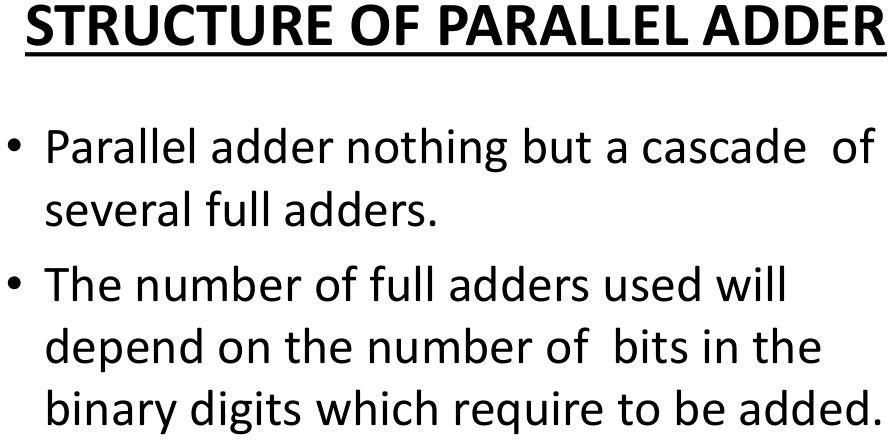 STRUCTURE OF PARALLEL ADDER
• Parallel adder nothing but a cascade  of
several full adders.
• The number of full adders used will
depend on the number of  bits in the
binary digits which require to be added.